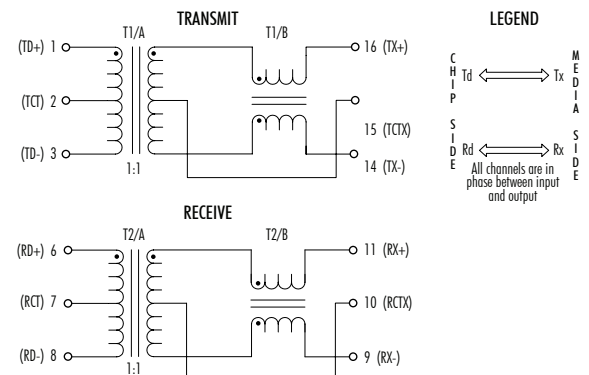 TRANSMIT
T1/A
T1/B
(TD+) 1
16 (TX+)
(TCT) 2
15 (TCTX)
(TD-) 3
14 (TX-)
1:1
LEGEND
CHIP SIDE
MEDIA SIDE
Td
Tx
Rd
Rx
All channels are in
phase between input
and output
RECEIVE
T2/A
T2/B
(RD+) 6
11 (RX+)
(RCT) 7
10 (RCTX)
(RD-) 8
9 (RX-)
1:1